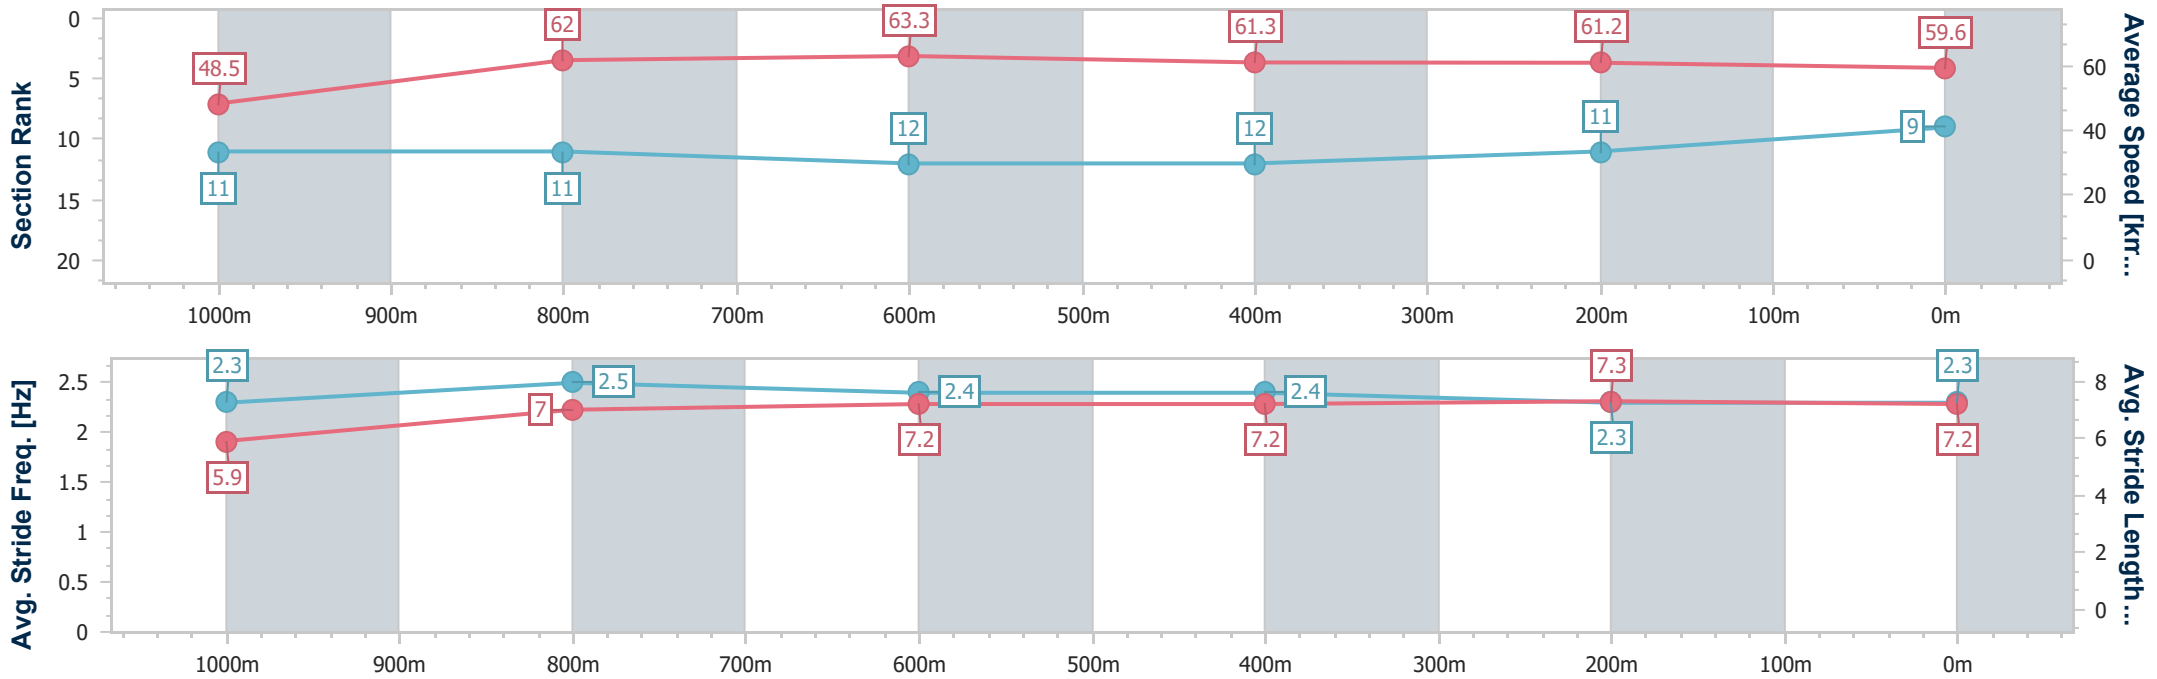 Section Rank
0
5
10
15
20
48.5
62
63.3
61.3
61.2
59.6
11
11
12
12
11
9
60
40
20
0
Average Speed [km...
1000m
900m
800m
700m
600m
500m
400m
300m
200m
100m
0m
Avg. Stride Freq. [Hz]
2.5
2
1.5
1
0.5
0
2.3
2.5
2.4
2.4
2.3
2.3
5.9
7
7.2
7.2
7.3
7.2
8
6
4
2
0
Avg. Stride Length...
1000m
900m
800m
700m
600m
500m
400m
300m
200m
100m
0m